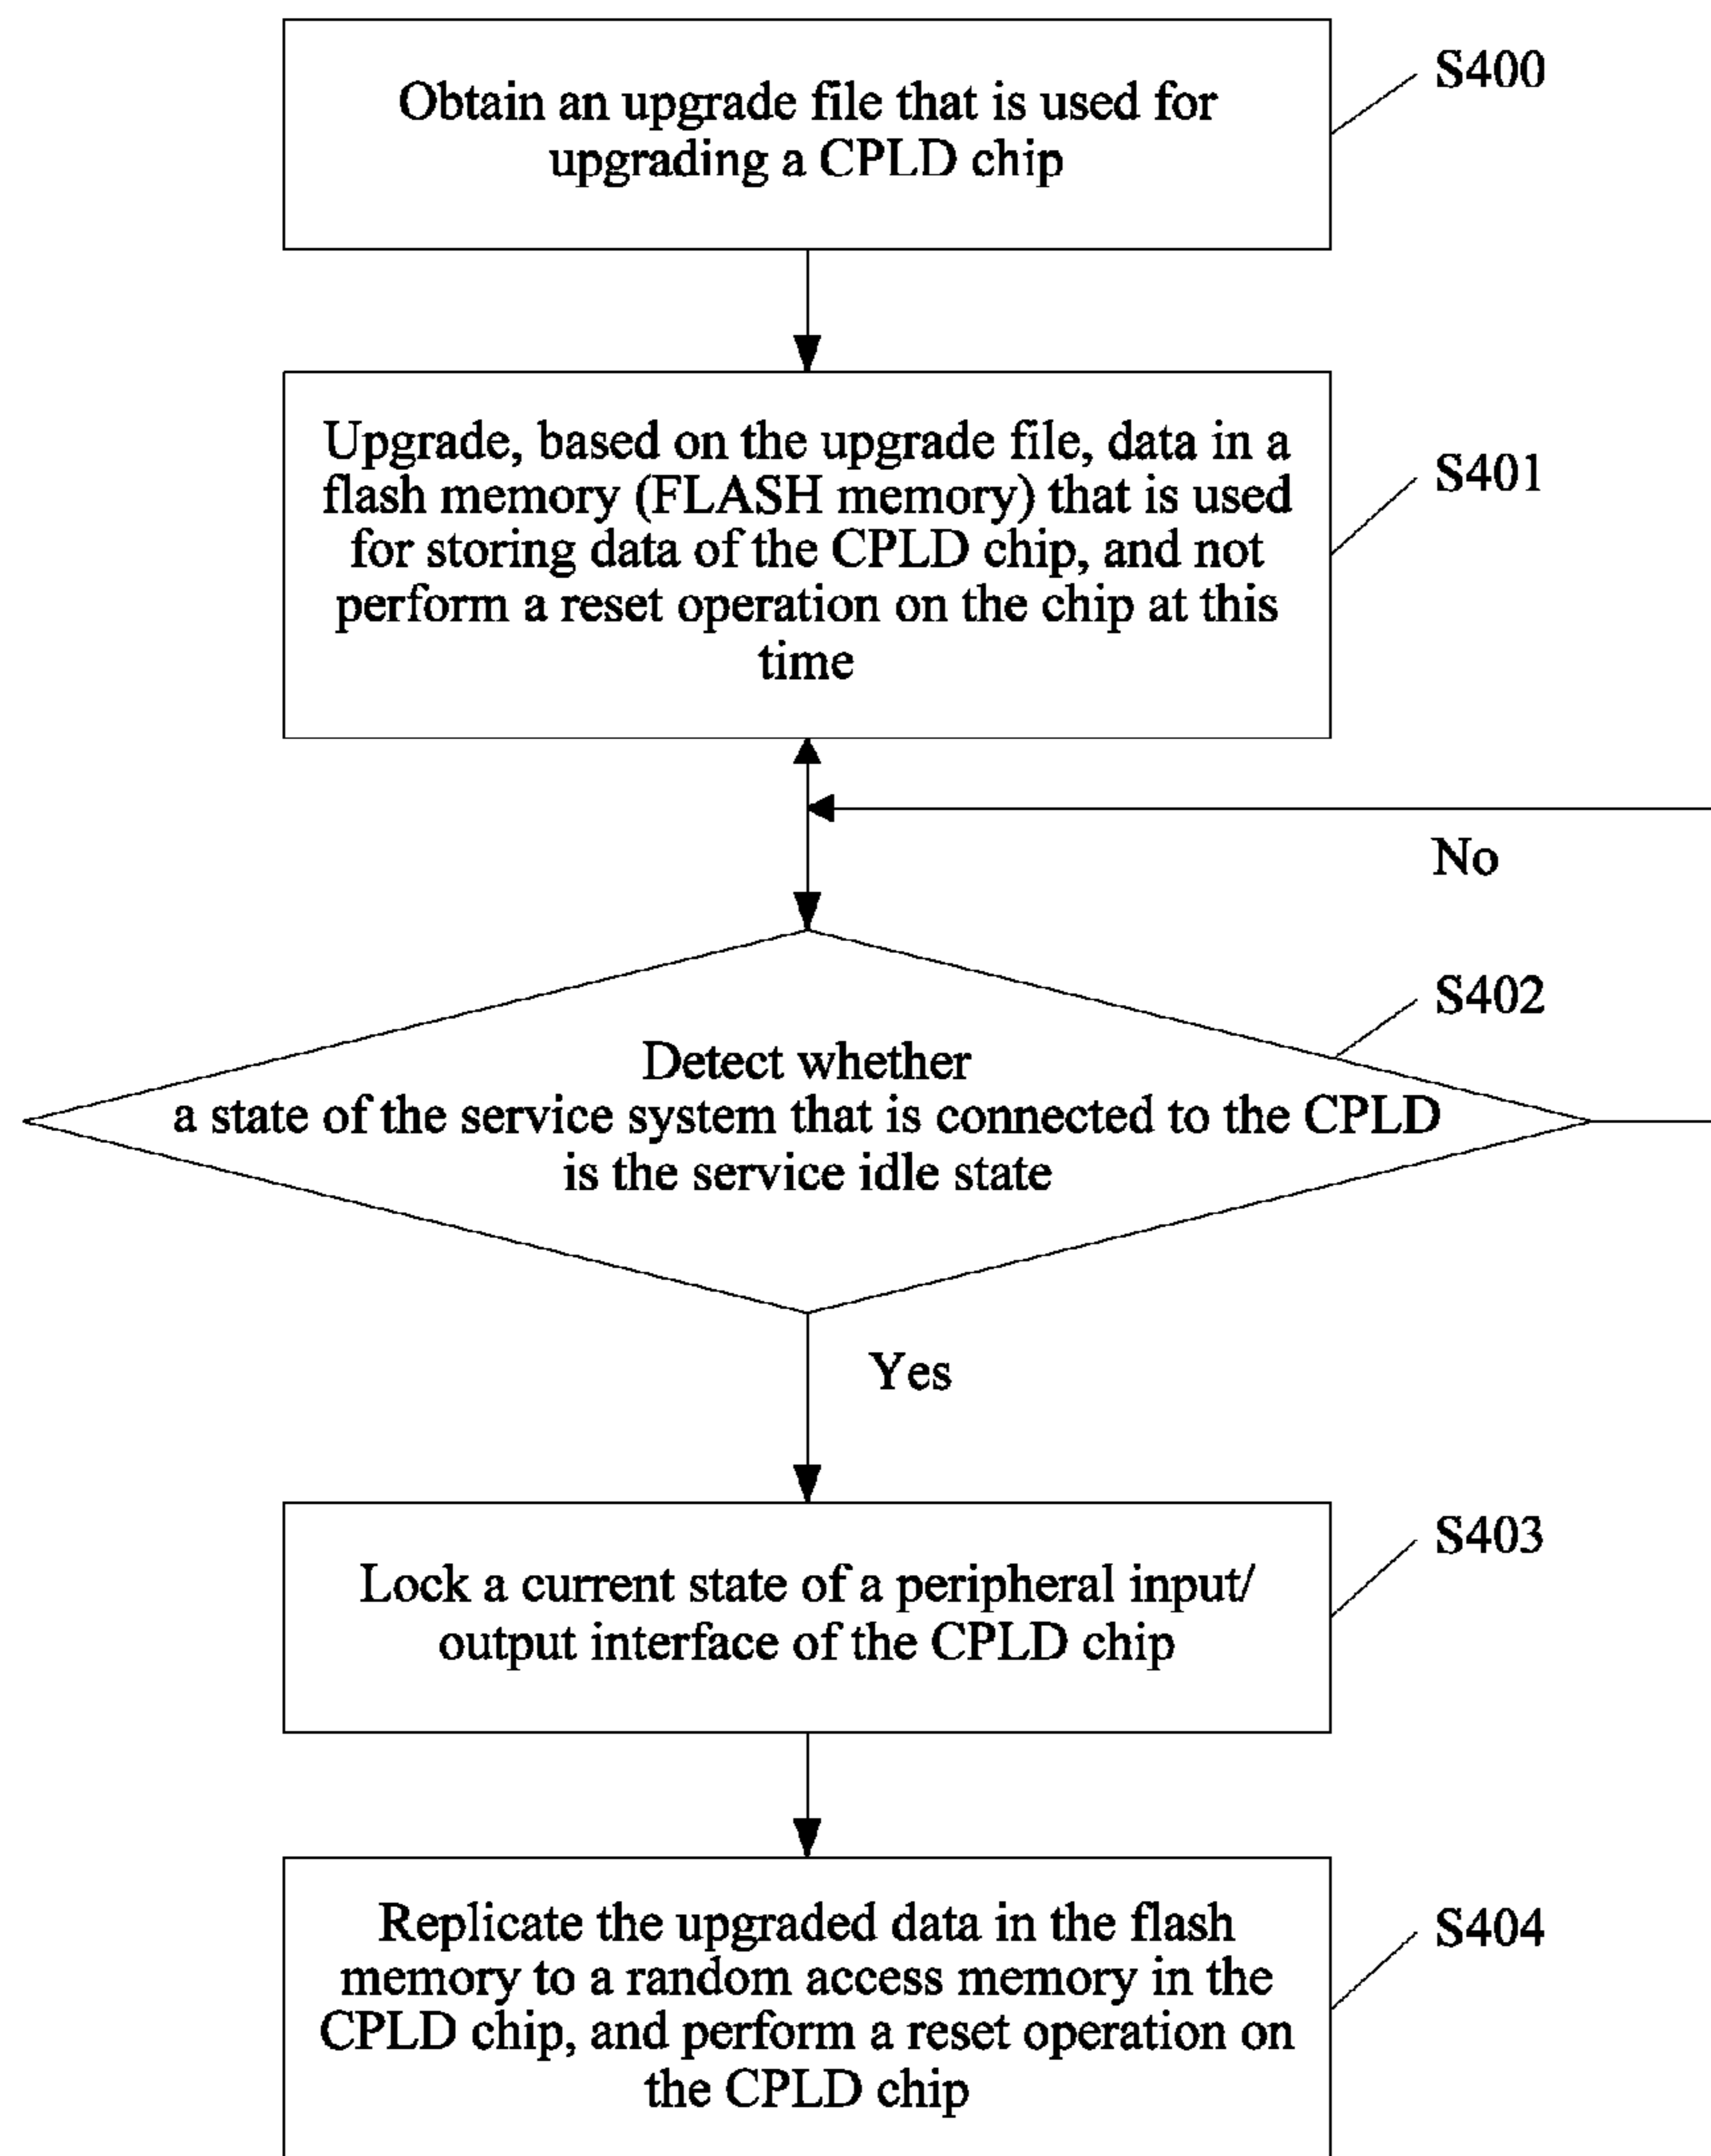 Obtain an upgrade file that is used for
upgrading a CPLD chip
S400
Upgrade, based on the upgrade file, data in a
flash memory (FLASH memory) that is used
for storing data of the CPLD chip, and not
perform a reset operation on the chip at this
time
S401
No
Detect whether
a state of the service system that is connected to the CPLD
is the service idle state
S402
Yes
Lock a current state of a peripheral input/
output interface of the CPLD chip
S403
Replicate the upgraded data in the flash
memory to a random access memory in the
CPLD chip, and perform a reset operation on
the CPLD chip
S404